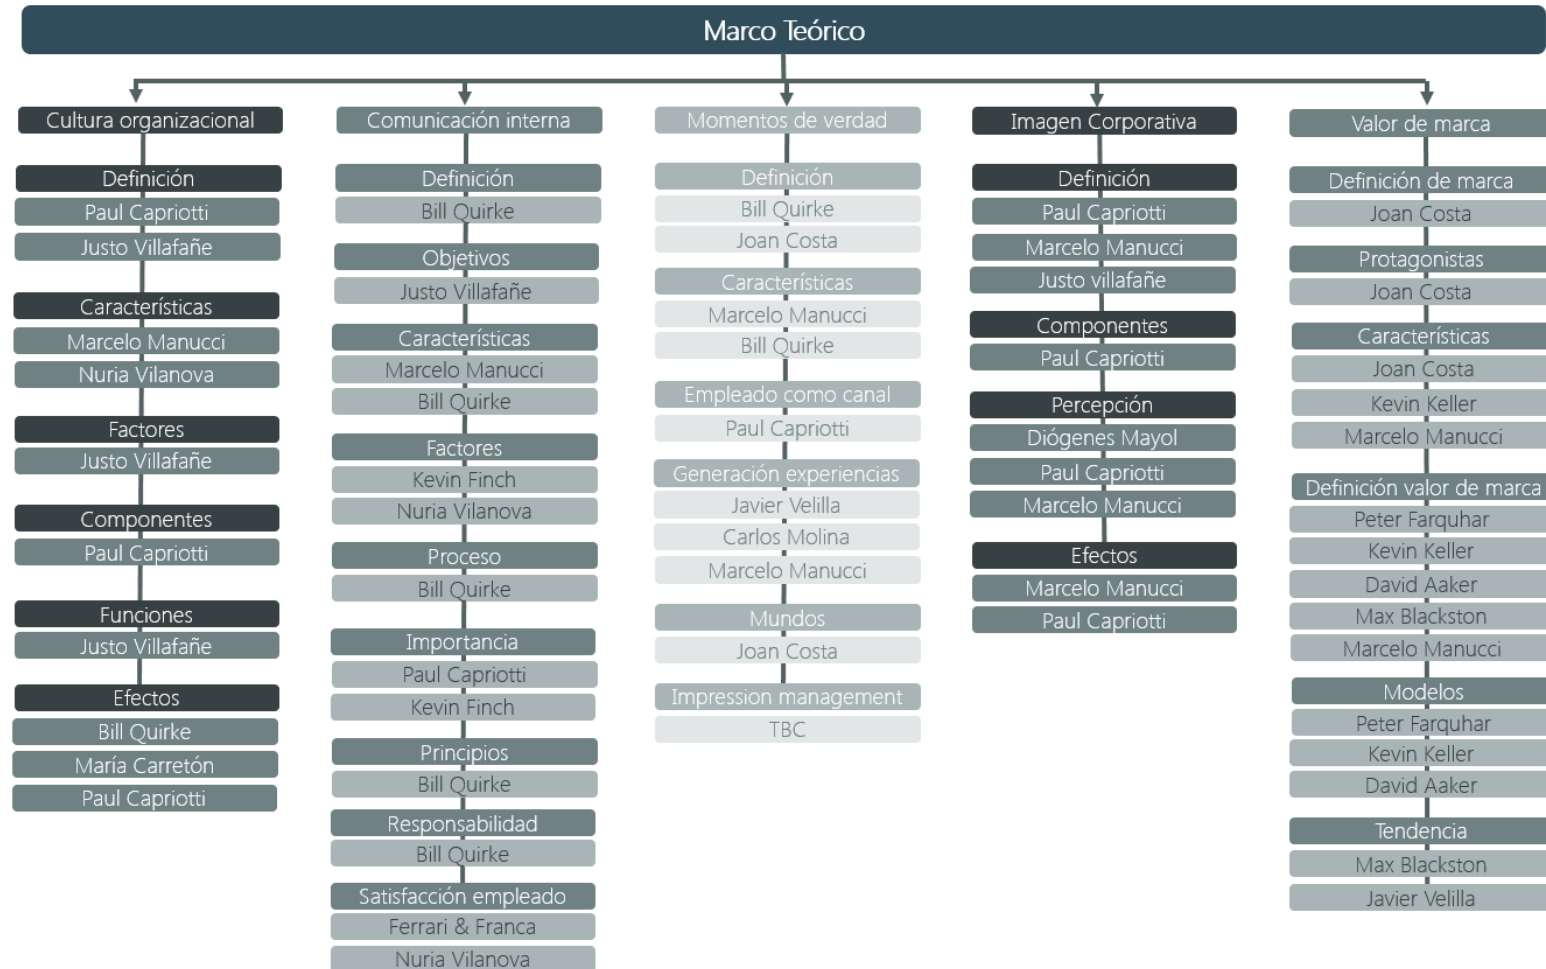 Marco Teórico
Cultura organizacional
Definición
Paul Capriotti
Justo Villafañe
Características
Marcelo Manucci
Nuria Vilanova
Factores
Justo Villafañe
Componentes
Paul Capriotti
Funciones
Justo Villafañe
Efectos
Bill Quirke
María Carretón
Paul Capriotti
Comunicación interna
Definición
Bill Quirke
Objetivos
Justo Villafañe
Características
Marcelo Manucci
Bill Quirke
Factores
Kevin Finch
Nuria Vilanova
Proceso
Bill Quirke
Importancia
Paul Capriotti
Kevin Finch
Principios
Bill Quirke
Responsabilidad
Bill Quirke
Satisfacción empleado
Ferrari & Franca
Nuria Vilanova
Momentos de verdad
Definición
Bill Quirke
Joan Costa
Características
Marcelo Manucci
Bill Quirke
Empleado como canal
Paul Capriotti
Generación experiencias
Javier Velilla
Carlos Molina
Marcelo Manucci
Mundos
Joan Costa
Impression management
TBC
Imagen Corporativa
Definición
Paul Capriotti
Marcelo Manucci
Justo villafañe
Componentes
Paul Capriotti
Percepción
Diógenes Mayol
Paul Capriotti
Marcelo Manucci
Efectos
Marcelo Manucci
Paul Capriotti
Valor de marca
Definición de marca
Joan Costa
Protagonistas
Joan Costa
Características
Joan Costa
Kevin Keller
Marcelo Manucci
Definición valor de marca
Peter Farquhar
Kevin Keller
David Aaker
Max Blackston
Marcelo Manucci
Modelos
Peter Farquhar
Kevin Keller
David Aaker
Tendencia
Max Blackston
Javier Velilla